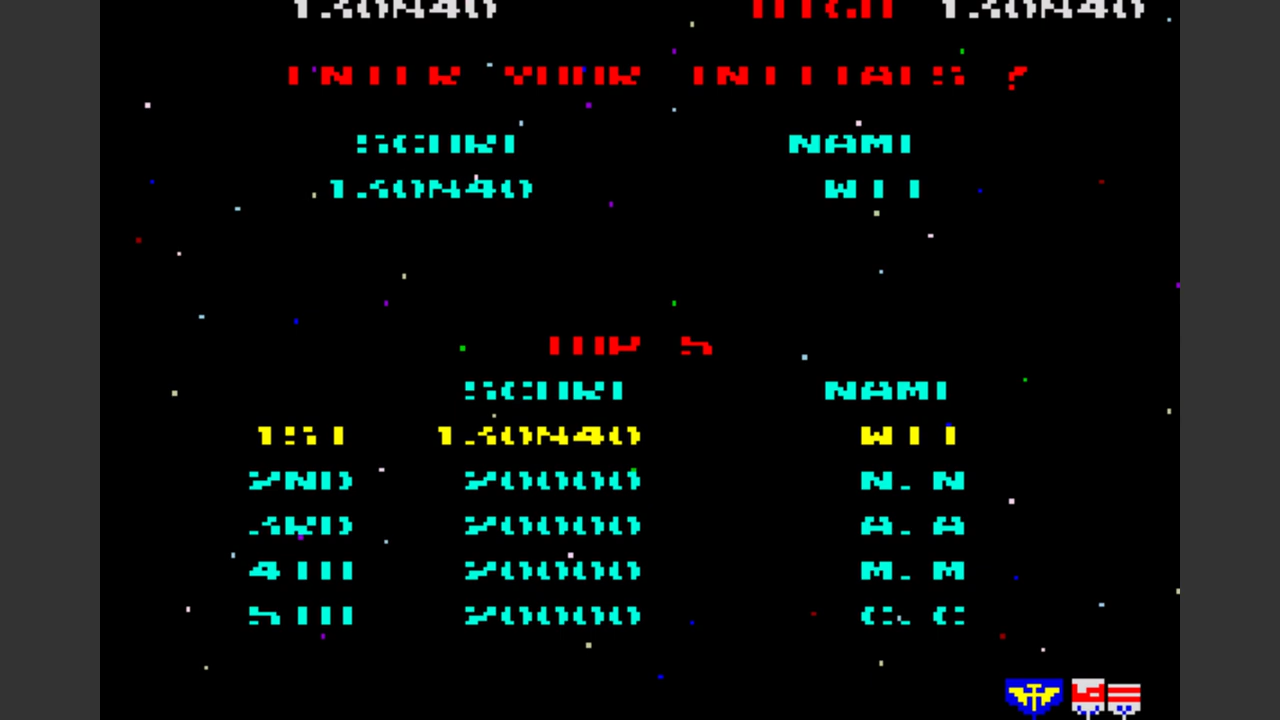 130840 130840
ENTER YOUR INITIALS !
SCORE NAME
130840
TOP 5
SCORE NAME
1ST 130840
2ND 20000 N.N
3RD 20000 A.A
4TH 20000 M.M
5TH 20000 C.C